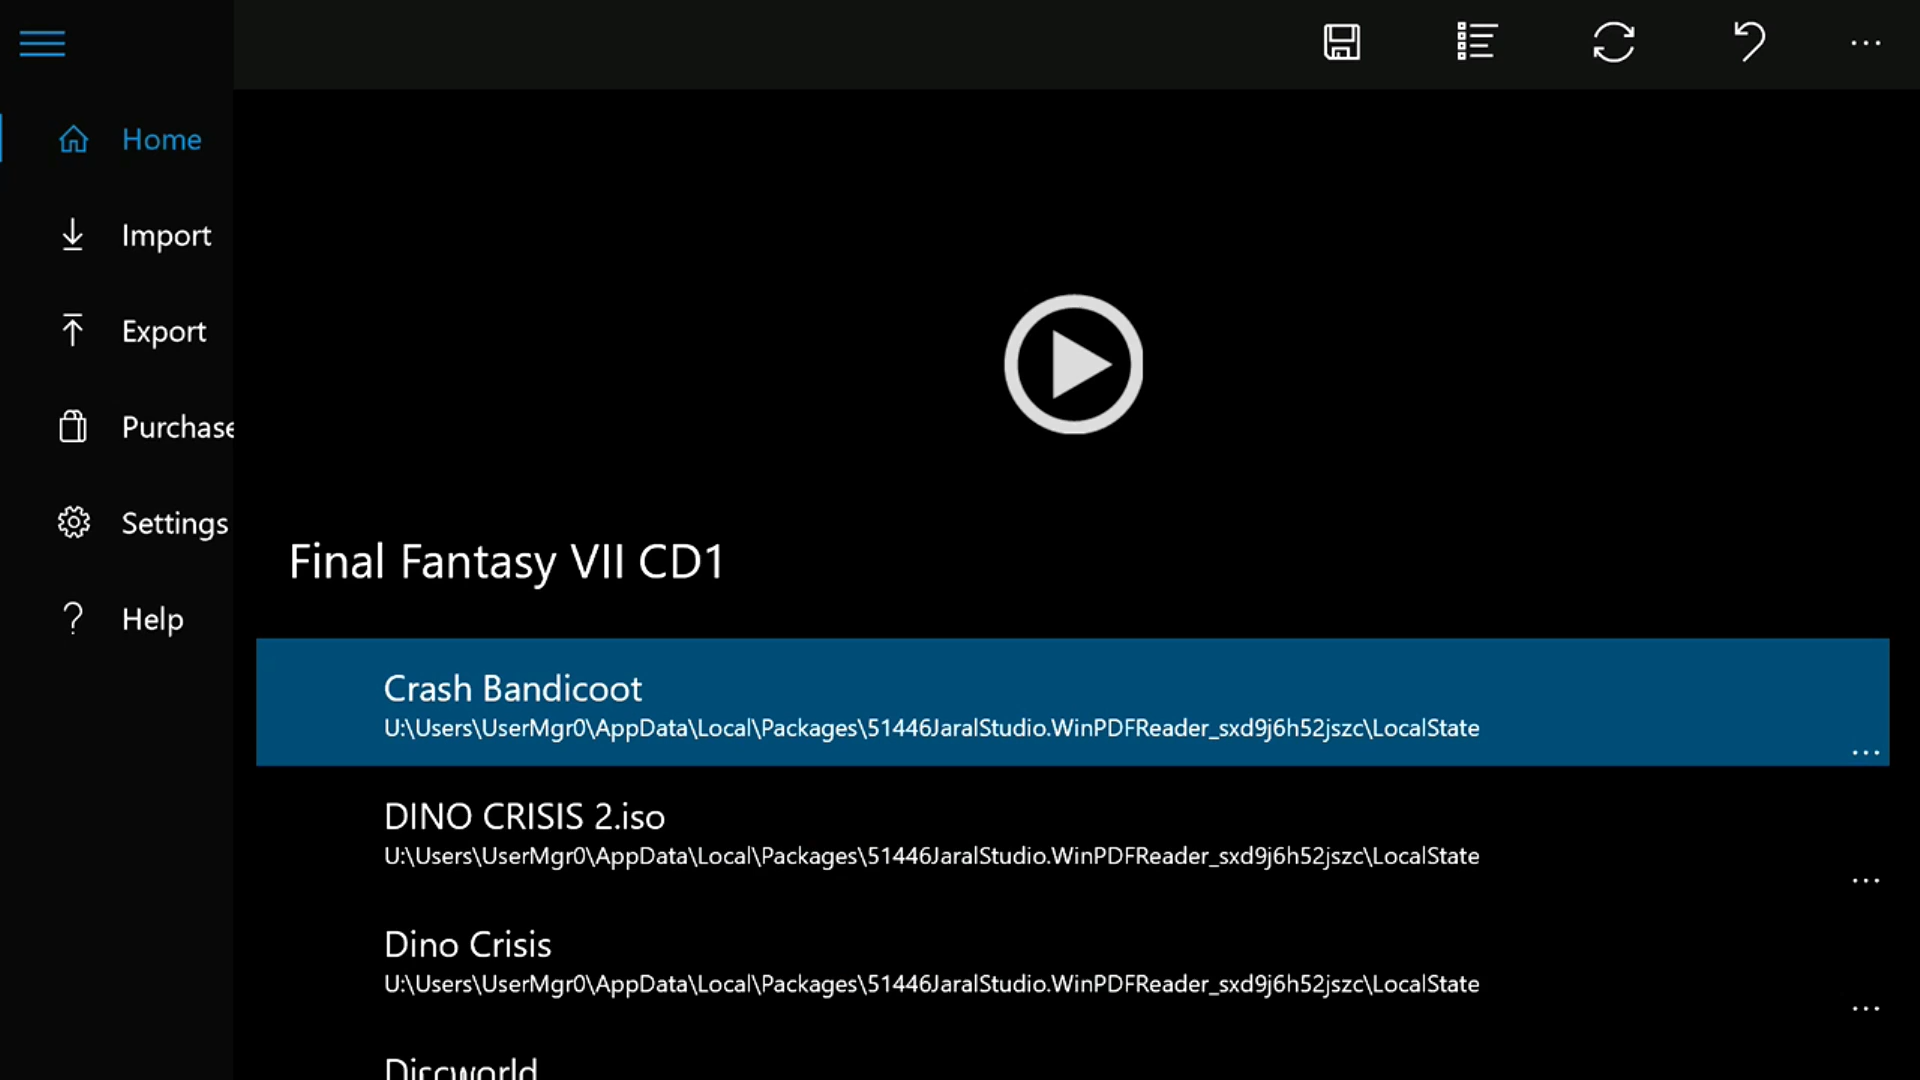 Home
Import
Export
Purchase
Settings
Help
Final Fantasy VII CD1
Crash Bandicoot
U:\Users\UserMgr0\AppData\Local\Packages\51446JaralStudio.WinPDFReader_sxd9j6h52jszc\LocalState
DINO CRISIS 2.iso
U:\Users\UserMgr0\AppData\Local\Packages\51446JaralStudio.WinPDFReader_sxd9j6h52jszc\LocalState
Dino Crisis
U:\Users\UserMgr0\AppData\Local\Packages\51446JaralStudio.WinPDFReader_sxd9j6h52jszc\LocalState
Discworld